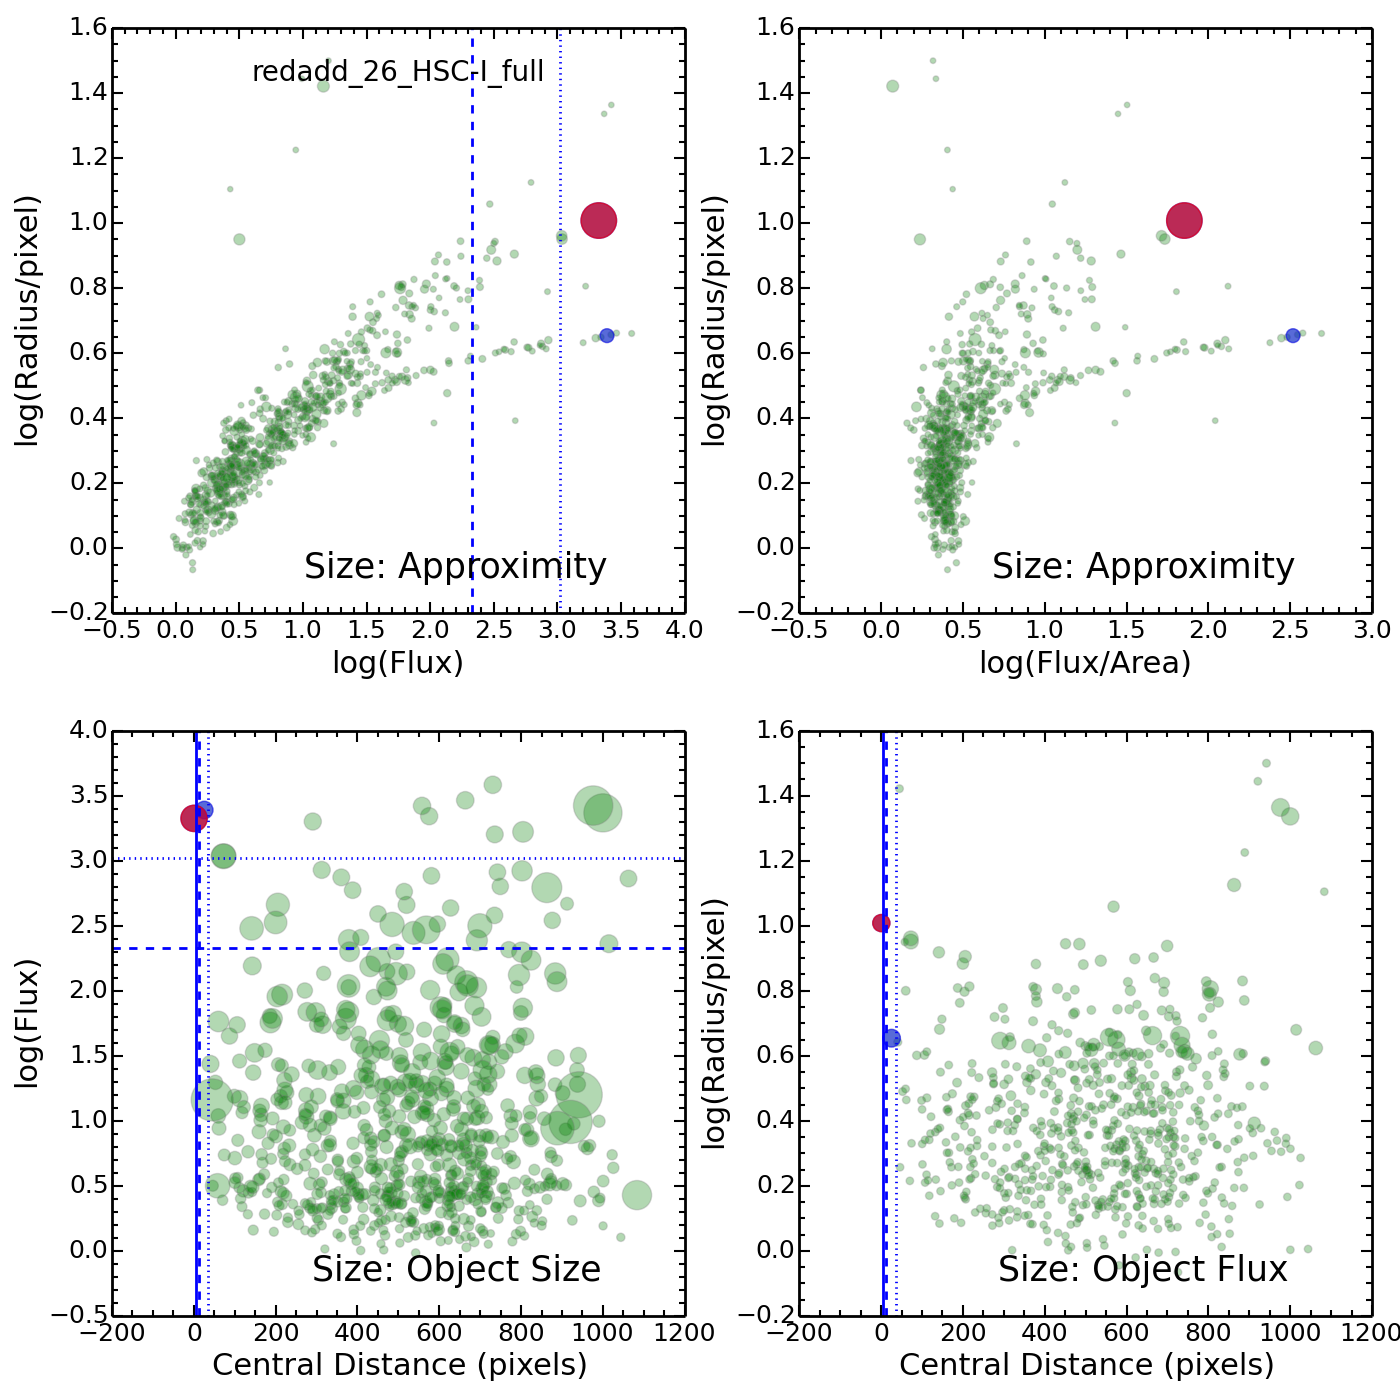 1.6
1.4
1.2
1.0
0.8
0.6
0.4
0.2
0.0
−0.2
log(Radius/pixel)
redadd_26_HSC-I_full
Size: Approximity
−0.5 0.0 0.5 1.0 1.5 2.0 2.5 3.0 3.5 4.0
log(Flux)
1.6
1.4
1.2
1.0
0.8
0.6
0.4
0.2
0.0
−0.2
log(Radius/pixel)
Size: Approximity
−0.5 0.0 0.5 1.0 1.5 2.0 2.5 3.0
log(Flux/Area)
4.0
3.5
3.0
2.5
2.0
1.5
1.0
0.5
0.0
−0.5
log(Flux)
Size: Object Size
−200 0 200 400 600 800 1000 1200
Central Distance (pixels)
1.6
1.4
1.2
1.0
0.8
0.6
0.4
0.2
0.0
−0.2
log(Radius/pixel)
Size: Object Flux
−200 0 200 400 600 800 1000 1200
Central Distance (pixels)